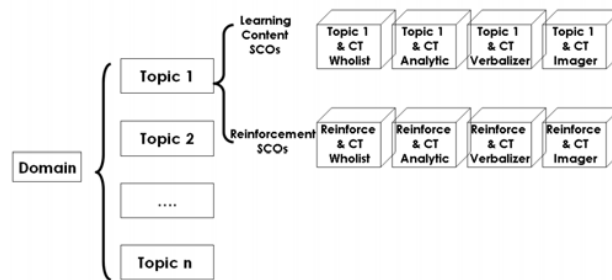 Learning
Content
SCOs
Topic 1
& CT
Wholist
Topic 1
& CT
Analytic
Topic 1
& CT
Verbalizer
Topic 1
& CT
Imager
Topic 1
Topic 2
Reinforcement
SCOs
Reinforce
& CT
Wholist
Reinforce
& CT
Analytic
Reinforce
& CT
Verbalizer
Reinforce
& CT
Imager
Domain
....
Topic n